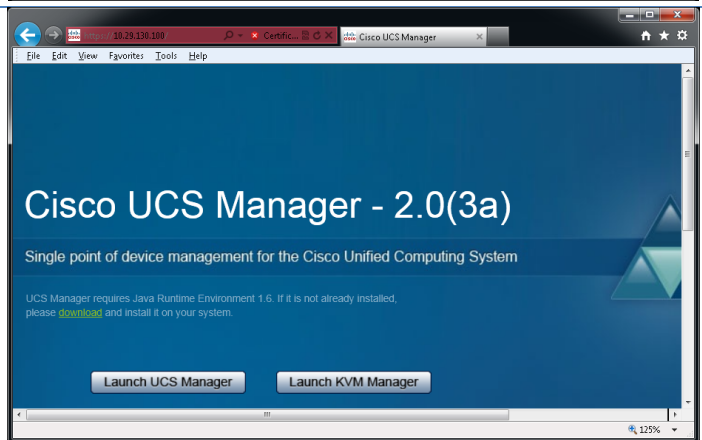 https://10.29.130.100/
Certific...
Cisco UCS Manager
File Edit View Favorites Tools Help
Cisco UCS Manager - 2.0(3a)
Single point of device management for the Cisco Unified Computing System
UCS Manager requires Java Runtime Environment 1.6. If it is not already installed,
please download and install it on your system.
Launch UCS Manager Launch KVM Manager
125%